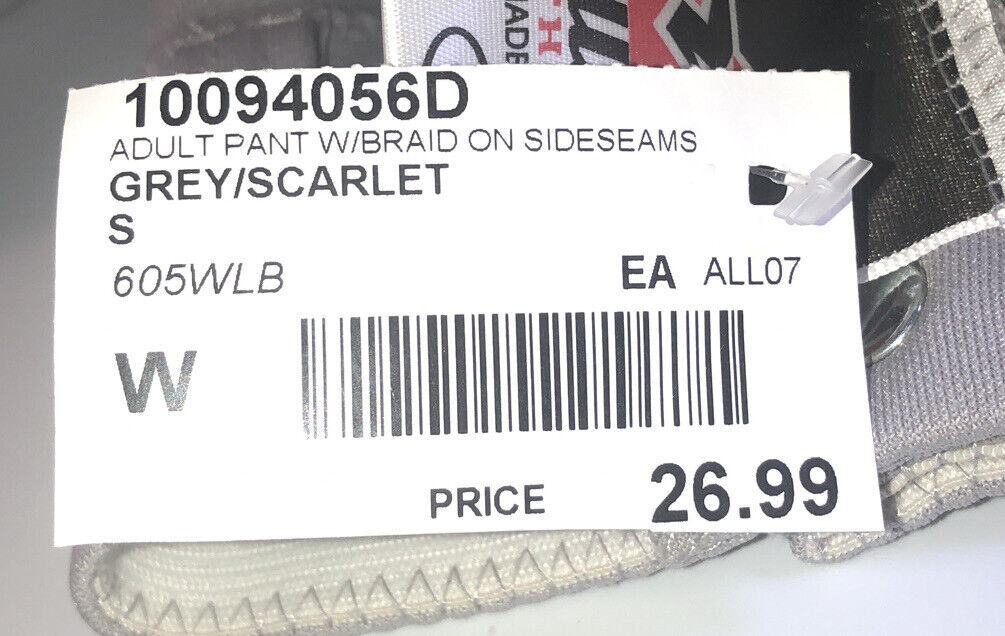 10094056D
ADULT PANT W/BRAID ON SIDESEAMS
GREY/SCARLET
S
605WLB
EA ALL07
W
PRICE 26.99